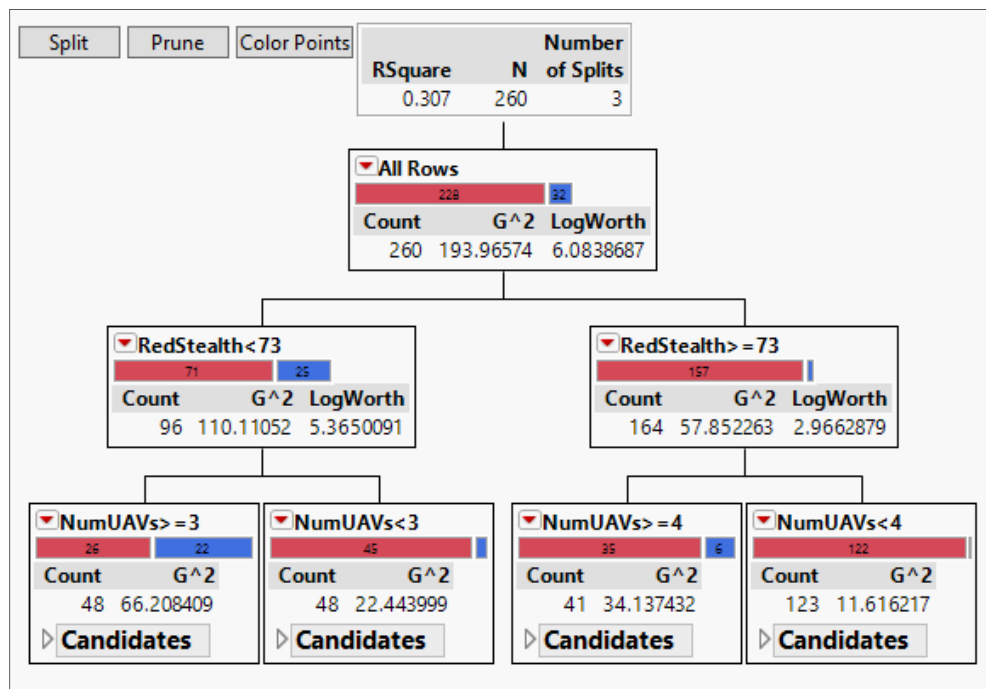 Split Prune Color Points
RSquare N Number of Splits
0.307 260 3
All Rows
228 32
Count G^2 LogWorth
260 193.96574 6.0838687
RedStealth<73
71 25
Count G^2 LogWorth
96 110.11052 5.3650091
RedStealth>=73
157
Count G^2 LogWorth
164 57.852263 2.9662879
NumUAVs>=3
26 22
Count G^2
48 66.208409
Candidates
NumUAVs<3
45
Count G^2
48 22.443999
Candidates
NumUAVs>=4
35 6
Count G^2
41 34.137432
Candidates
NumUAVs<4
122
Count G^2
123 11.616217
Candidates